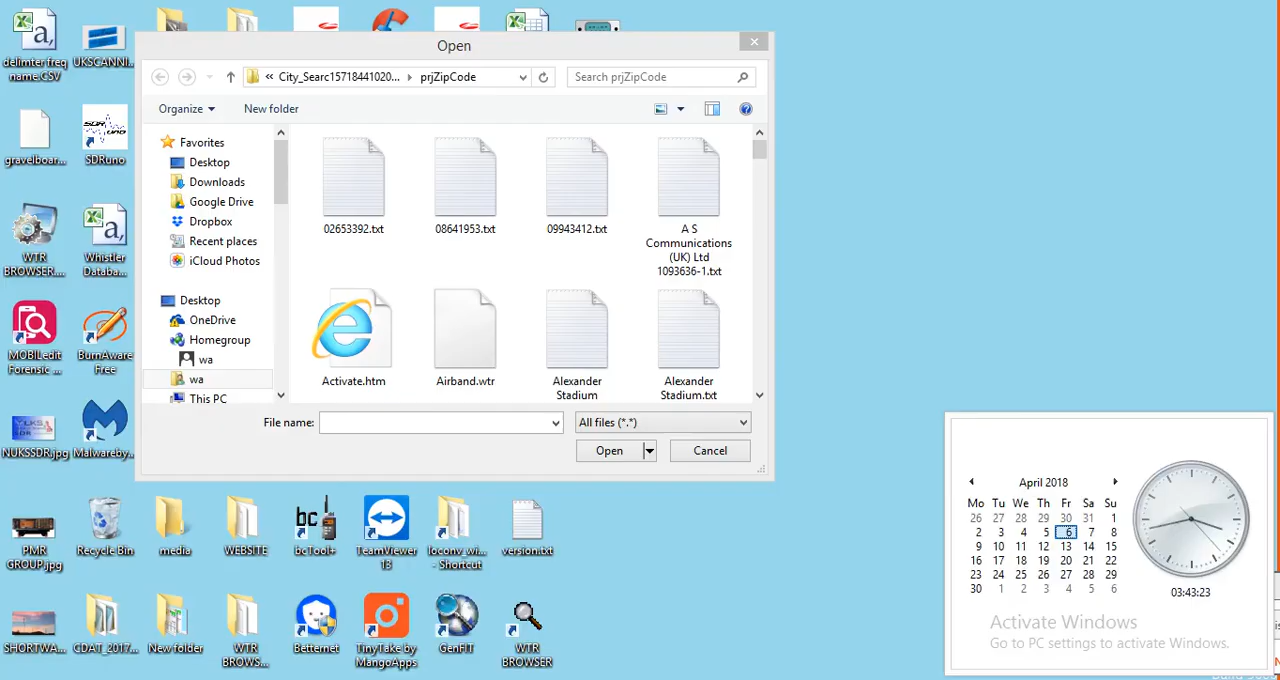 delimter freq
name.CSV
UKSCANNI...
gravelboar...
SDRuno
WTR
BROWSER....
Whistler
Databa...
MOBILedit
Forensic ...
BurnAware
Free
NUKSSDR.jpg
Malwareby...
PMR
GROUP.jpg
Recycle Bin
media
WEBSITE
bcTool+
TeamViewer
13
loconv_wi...
- Shortcut
version.txt
SHORTWA...
CDAT_2017...
New folder
WTR
BROWS...
Betternet
TinyTake by
MangoApps
GenFIT
WTR
BROWSER
Open
« City_Searc15718441020... prjZipCode
Search prjZipCode
Organize
New folder
Favorites
Desktop
Downloads
Google Drive
Dropbox
Recent places
iCloud Photos
Desktop
OneDrive
Homegroup
wa
wa
This PC
02653392.txt
08641953.txt
09943412.txt
A S
Communications
(UK) Ltd
1093636-1.txt
Activate.htm
Airband.wtr
Alexander
Stadium
Alexander
Stadium.txt
File name:
All files (*.*)
Open
Cancel
April 2018
Mo Tu We Th Fr Sa Su
26 27 28 29 30 31 1
2 3 4 5 6 7 8
9 10 11 12 13 14 15
16 17 18 19 20 21 22
23 24 25 26 27 28 29
30 1 2 3 4 5 6
03:43:23
Activate Windows
Go to PC settings to activate Windows.